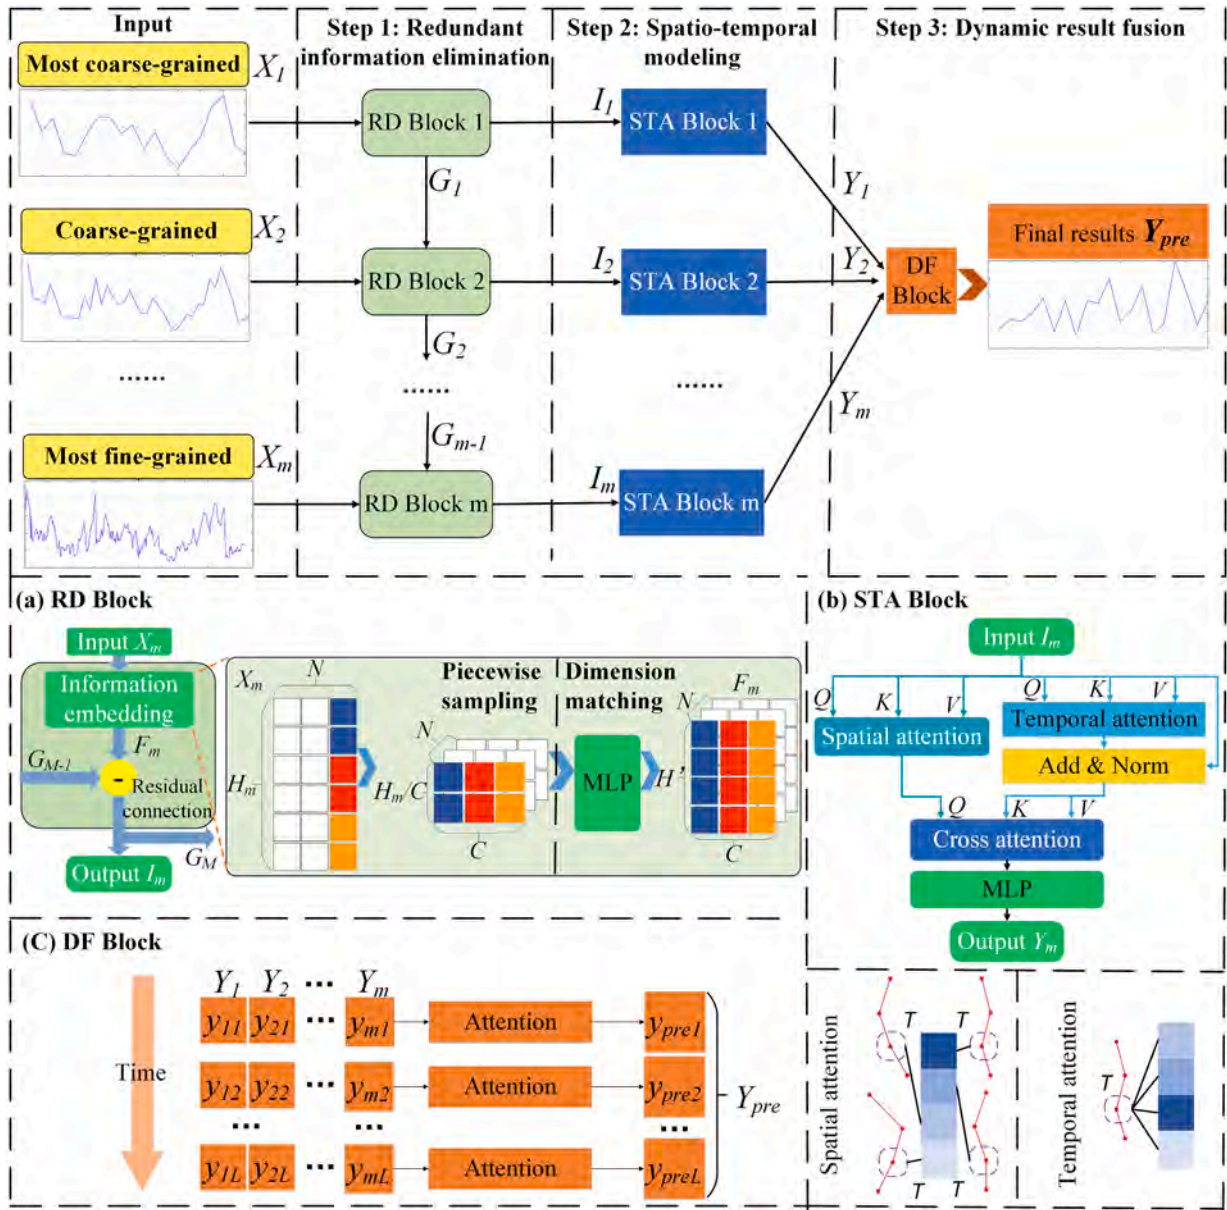 Input
Step 1: Redundant
information elimination
Step 2: Spatio-temporal
modeling
Step 3: Dynamic result fusion
Most coarse-grained
X1
RD Block 1
I1
STA Block 1
G1
Y1
Coarse-grained
X2
RD Block 2
I2
STA Block 2
Y2
DF
Block
Final results Ypre
G2
......
......
......
Gm-1
Ym
Most fine-grained
Xm
RD Block m
Im
STA Block m
(a) RD Block
Input Xm
Information
embedding
Fm
GM-1
-
Residual
connection
GM
Output Im
Xm
N
Hm
Piecewise
sampling
N
Hm/C
C
Dimension
matching
MLP
H'
N
Fm
C
(b) STA Block
Input Im
Q
K
V
Q
K
V
Spatial attention
Temporal attention
Add & Norm
Q
K
V
Cross attention
MLP
Output Ym
(C) DF Block
Time
Y1 Y2 ... Ym
y11 y21 ... ym1
Attention
ypre1
y12 y22 ... ym2
Attention
ypre2
... ... ...
y1L y2L ... ymL
Attention
ypreL
Ypre
Spatial attention
T
T
T
T
Temporal attention
T